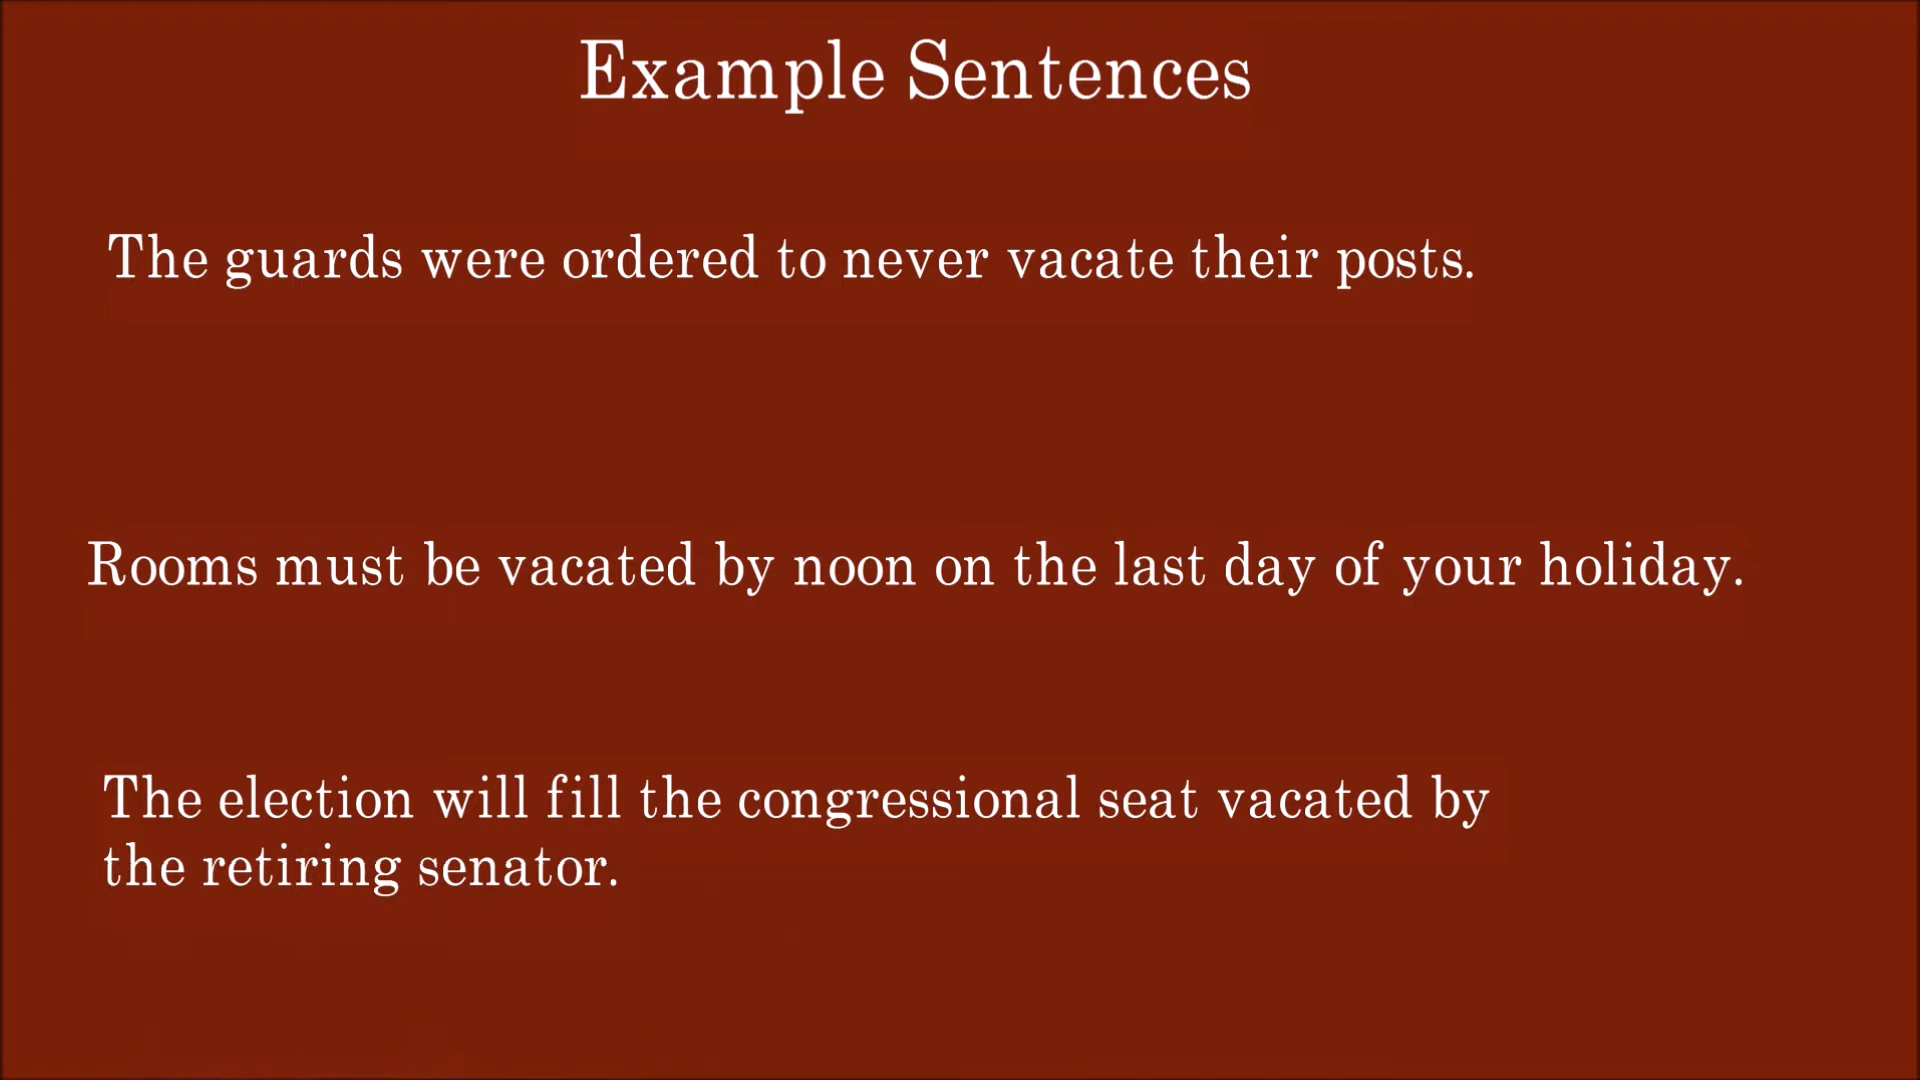 Example Sentences
The guards were ordered to never vacate their posts.
Rooms must be vacated by noon on the last day of your holiday.
The election will fill the congressional seat vacated by
the retiring senator.